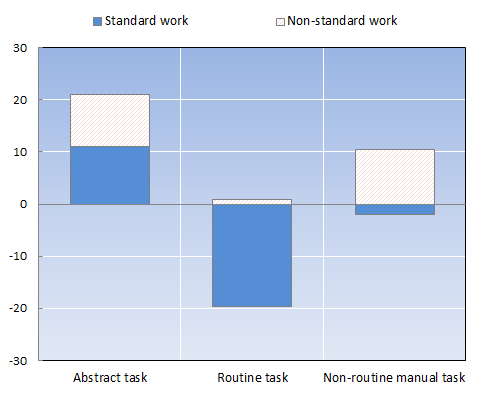 Standard work
Non-standard work
30
20
10
0
-10
-20
-30
Abstract task
Routine task
Non-routine manual task